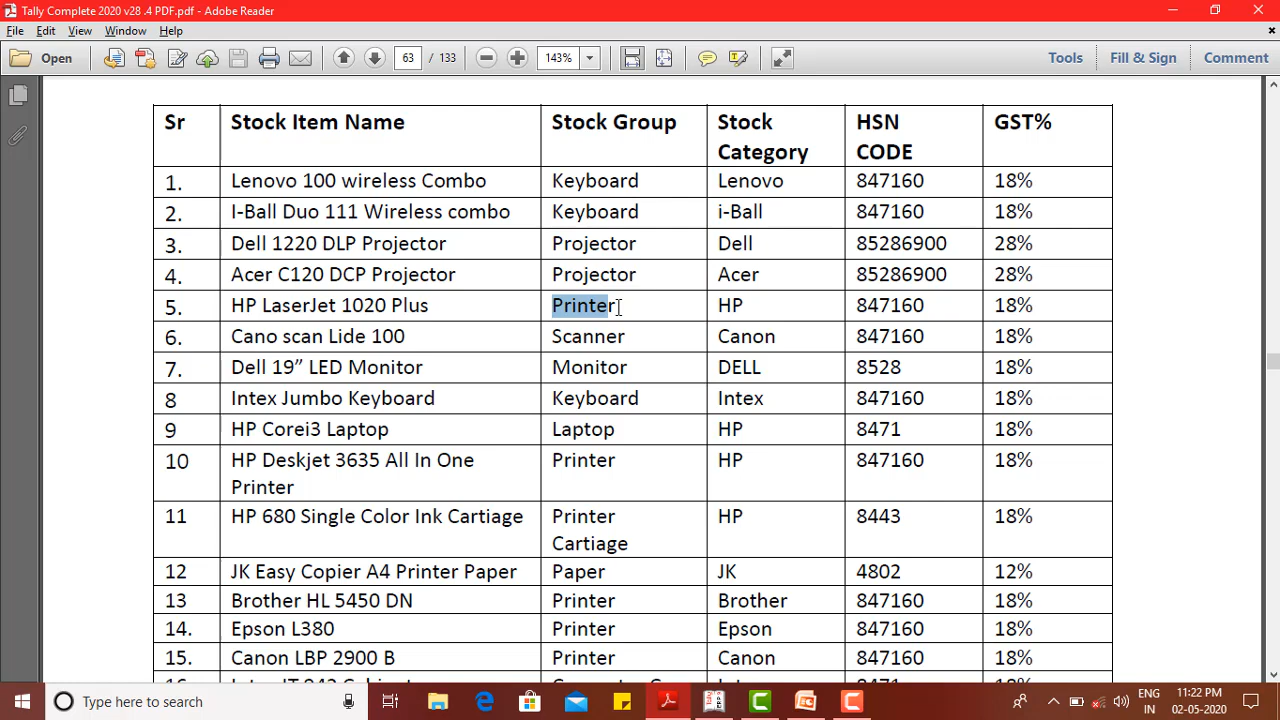 Tally Complete 2020 v28 .4 PDF.pdf - Adobe Reader
File Edit View Window Help
Open 63 / 133 143% Tools Fill & Sign Comment
Sr Stock Item Name Stock Group Stock Category HSN CODE GST%
1. Lenovo 100 wireless Combo Keyboard Lenovo 847160 18%
2. I-Ball Duo 111 Wireless combo Keyboard i-Ball 847160 18%
3. Dell 1220 DLP Projector Projector Dell 85286900 28%
4. Acer C120 DCP Projector Projector Acer 85286900 28%
5. HP LaserJet 1020 Plus Printer HP 847160 18%
6. Cano scan Lide 100 Scanner Canon 847160 18%
7. Dell 19” LED Monitor Monitor DELL 8528 18%
8 Intex Jumbo Keyboard Keyboard Intex 847160 18%
9 HP Corei3 Laptop Laptop HP 8471 18%
10 HP Deskjet 3635 All In One Printer Printer HP 847160 18%
11 HP 680 Single Color Ink Cartiage Printer Cartiage HP 8443 18%
12 JK Easy Copier A4 Printer Paper Paper JK 4802 12%
13 Brother HL 5450 DN Printer Brother 847160 18%
14. Epson L380 Printer Epson 847160 18%
15. Canon LBP 2900 B Printer Canon 847160 18%
Type here to search
ENG
IN
11:22 PM
02-05-2020